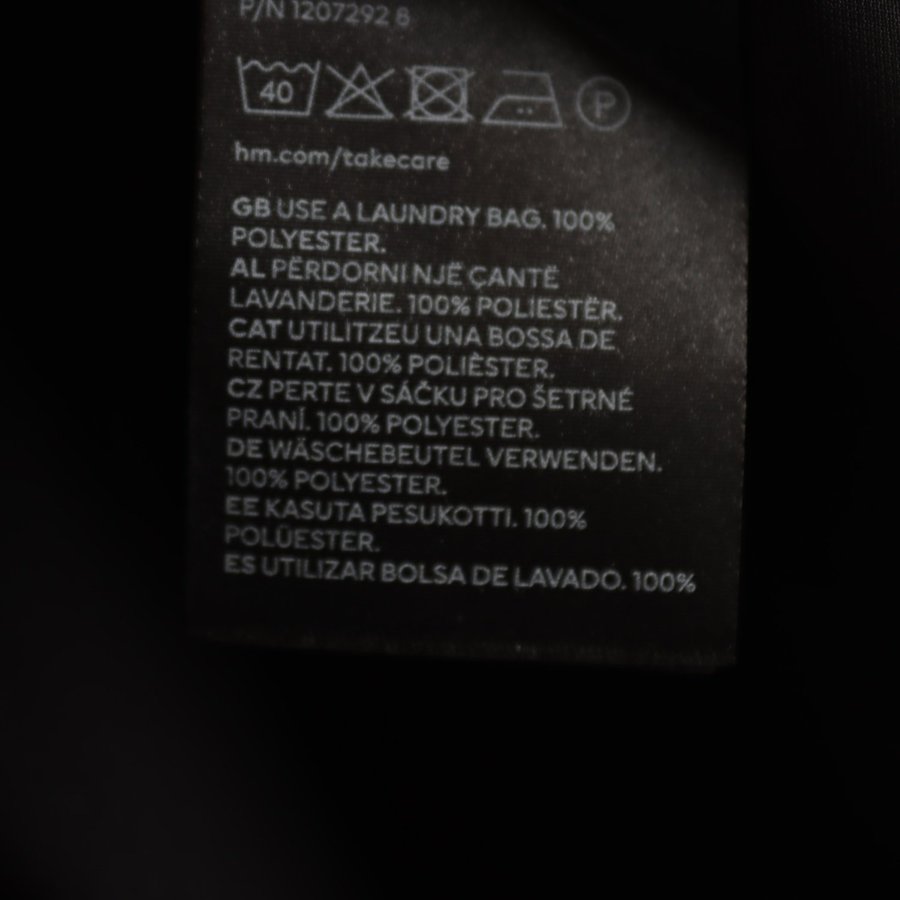 P/N 1207292 8
40 P
hm.com/takecare
GB USE A LAUNDRY BAG. 100%
POLYESTER.
AL PËRDORNI NJË ÇANTË
LAVANDERIE. 100% POLIESTËR.
CAT UTILITZEU UNA BOSSA DE
RENTAT. 100% POLIÈSTER.
CZ PERTE V SÁČKU PRO ŠETRNÉ
PRANÍ. 100% POLYESTER.
DE WÄSCHEBEUTEL VERWENDEN.
100% POLYESTER.
EE KASUTA PESUKOTTI. 100%
POLÜESTER.
ES UTILIZAR BOLSA DE LAVADO. 100%